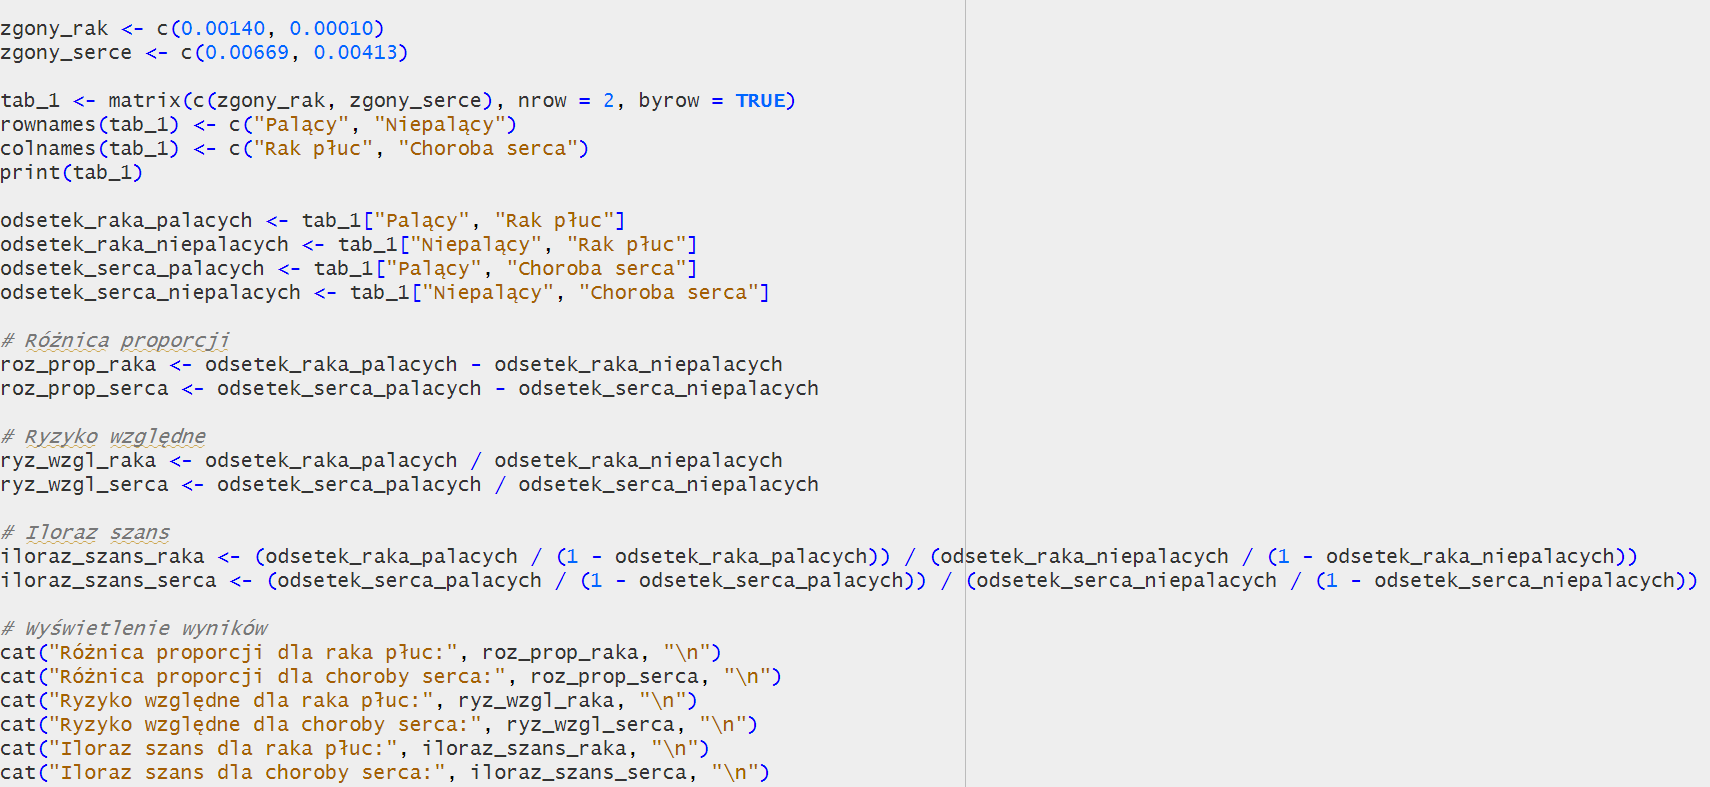 zgony_rak <- c(0.00140, 0.00010)
zgony_serce <- c(0.00669, 0.00413)
tab_1 <- matrix(c(zgony_rak, zgony_serce), nrow = 2, byrow = TRUE)
rownames(tab_1) <- c("Palący", "Niepalący")
colnames(tab_1) <- c("Rak płuc", "Choroba serca")
print(tab_1)
odsetek_raka_palacych <- tab_1["Palący", "Rak płuc"]
odsetek_raka_niepalacych <- tab_1["Niepalący", "Rak płuc"]
odsetek_serca_palacych <- tab_1["Palący", "Choroba serca"]
odsetek_serca_niepalacych <- tab_1["Niepalący", "Choroba serca"]
# Różnica proporcji
roz_prop_raka <- odsetek_raka_palacych - odsetek_raka_niepalacych
roz_prop_serca <- odsetek_serca_palacych - odsetek_serca_niepalacych
# Ryzyko względne
ryz_wzgl_raka <- odsetek_raka_palacych / odsetek_raka_niepalacych
ryz_wzgl_serca <- odsetek_serca_palacych / odsetek_serca_niepalacych
# Iloraz szans
iloraz_szans_raka <- (odsetek_raka_palacych / (1 - odsetek_raka_palacych)) / (odsetek_raka_niepalacych / (1 - odsetek_raka_niepalacych))
iloraz_szans_serca <- (odsetek_serca_palacych / (1 - odsetek_serca_palacych)) / (odsetek_serca_niepalacych / (1 - odsetek_serca_niepalacych))
# Wyświetlenie wyników
cat("Różnica proporcji dla raka płuc:", roz_prop_raka, "\n")
cat("Różnica proporcji dla choroby serca:", roz_prop_serca, "\n")
cat("Ryzyko względne dla raka płuc:", ryz_wzgl_raka, "\n")
cat("Ryzyko względne dla choroby serca:", ryz_wzgl_serca, "\n")
cat("Iloraz szans dla raka płuc:", iloraz_szans_raka, "\n")
cat("Iloraz szans dla choroby serca:", iloraz_szans_serca, "\n")